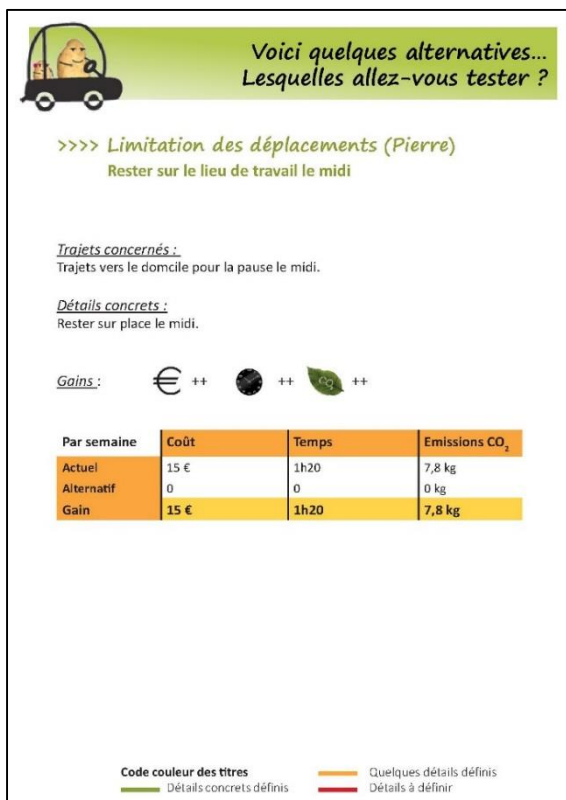 Voici quelques alternatives...
Lesquelles allez-vous tester ?
>>>> Limitation des déplacements (Pierre)
Rester sur le lieu de travail le midi
Trajets concernés :
Trajets vers le domcile pour la pause le midi.
Détails concrets :
Rester sur place le midi.
Gains : € ++ ++ CO2 ++
Par semaine Coût Temps Emissions CO2
Actuel 15 € 1h20 7,8 kg
Alternatif 0 0 0 kg
Gain 15 € 1h20 7,8 kg
Code couleur des titres Quelques détails définis
Détails concrets définis Détails à définir